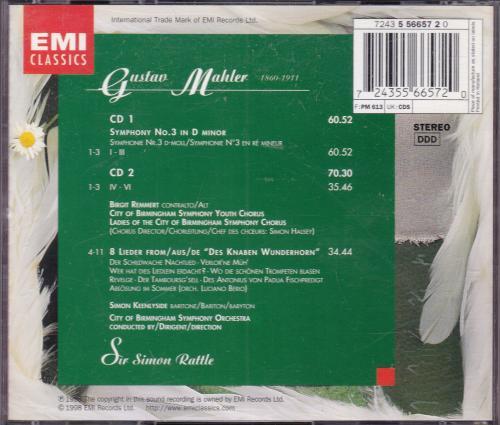 International Trade Mark of EMI Records Ltd.
EMI
CLASSICS
7243 5 56657 2 0
7 24355 66572 0
F: PM 613 UK: CDS
Gustav Mahler 1860-1911
CD 1 60.52
SYMPHONY NO.3 IN D MINOR
SYMPHONIE NR.3 D-MOLL/SYMPHONIE N°3 EN RÉ MINEUR
1-3 I - III 60.52
CD 2 70.30
1-3 IV - VI 35.46
STEREO
DDD
BIRGIT REMMERT CONTRALTO/ALT
CITY OF BIRMINGHAM SYMPHONY YOUTH CHORUS
LADIES OF THE CITY OF BIRMINGHAM SYMPHONY CHORUS
(CHORUS DIRECTOR/CHORLEITUNG/CHEF DES CHOEURS: SIMON HALSEY)
4-11 8 LIEDER FROM/AUS/DE "DES KNABEN WUNDERHORN" 34.44
DER SCHILDWACHE NACHTLIED - VERLOR'NE MÜH'
WER HAT DIES LIEDLEIN ERDACHT? - WO DIE SCHÖNEN TROMPETEN BLASEN
REVELGE - DER TAMBOURSG'SELL - DES ANTONIUS VON PADUA FISCHPREDIGT
ABLÖSUNG IM SOMMER (ORCH. LUCIANO BERIO)
SIMON KEENLYSIDE BARITONE/BARITON/BARYTON
CITY OF BIRMINGHAM SYMPHONY ORCHESTRA
CONDUCTED BY/DIRIGENT/DIRECTION
Sir Simon Rattle
The copyright in this sound recording is owned by EMI Records Ltd.
© 1998 EMI Records Ltd. http://www.emiclassics.com